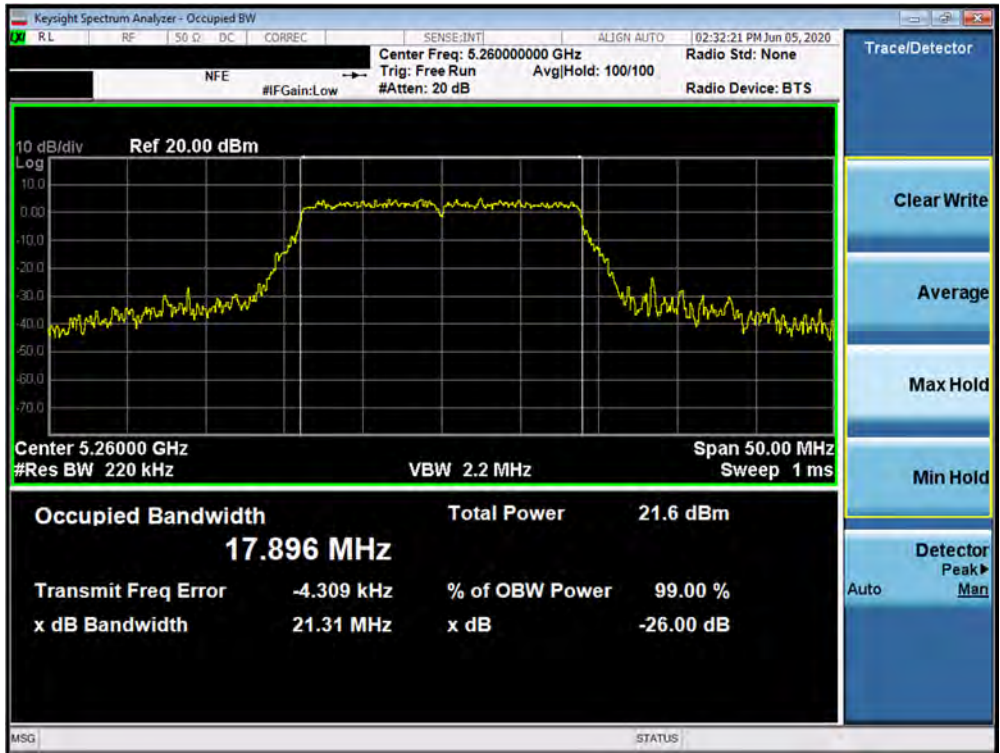 Keysight Spectrum Analyzer - Occupied BW
LXI RL RF 50 Ω DC CORREC SENSE:INT ALIGN AUTO 02:32:21 PM Jun 05, 2020
Center Freq: 5.260000000 GHz Radio Std: None
NFE Trig: Free Run Avg|Hold: 100/100
#IFGain:Low #Atten: 20 dB Radio Device: BTS
Trace/Detector
10 dB/div Ref 20.00 dBm
Log
10.0
0.00
-10.0
-20.0
-30.0
-40.0
-50.0
-60.0
-70.0
Center 5.26000 GHz Span 50.00 MHz
#Res BW 220 kHz VBW 2.2 MHz Sweep 1 ms
Occupied Bandwidth Total Power 21.6 dBm
17.896 MHz
Transmit Freq Error -4.309 kHz % of OBW Power 99.00 %
x dB Bandwidth 21.31 MHz x dB -26.00 dB
Clear Write
Average
Max Hold
Min Hold
Detector
Peak▶
Auto Man
MSG STATUS